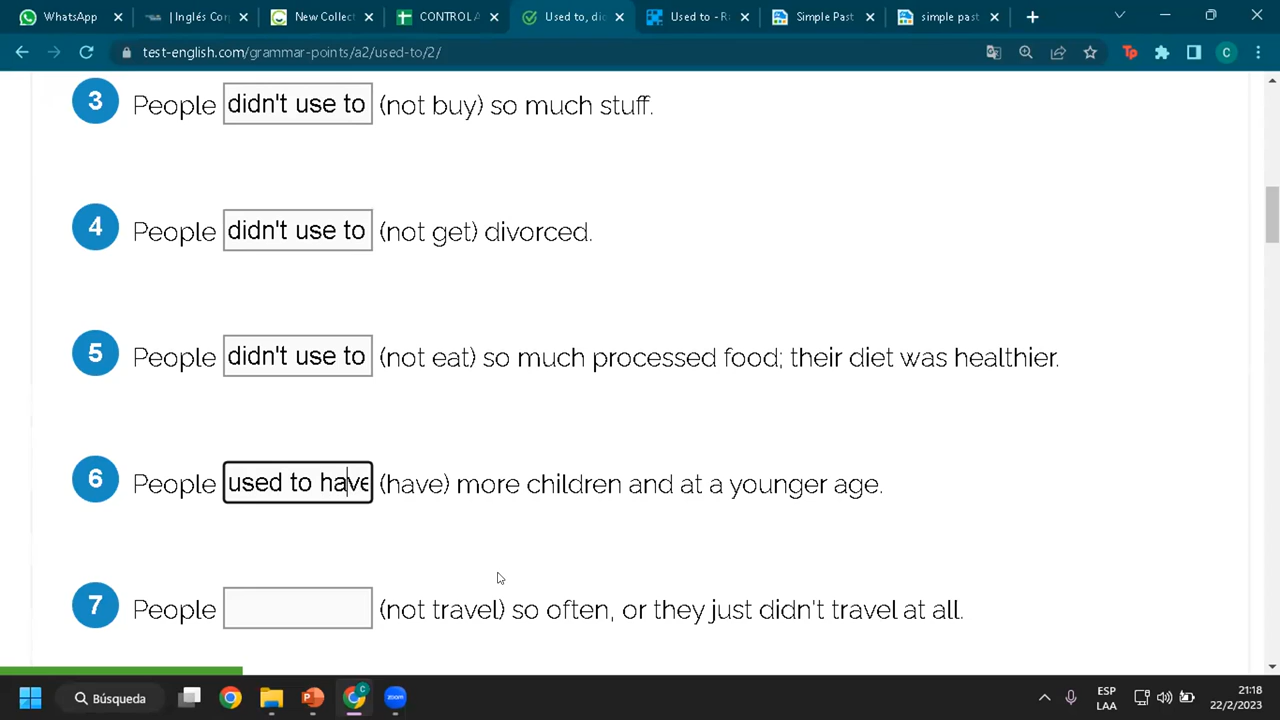 WhatsApp
| Inglés Cor
New Collect
CONTROL A
Used to, dic
Used to - Ra
Simple Past
simple past
test-english.com/grammar-points/a2/used-to/2/
3 People didn't use to (not buy) so much stuff.
4 People didn't use to (not get) divorced.
5 People didn't use to (not eat) so much processed food; their diet was healthier.
6 People used to have (have) more children and at a younger age.
7 People (not travel) so often, or they just didn't travel at all.
Búsqueda
zoom
ESP
LAA
21:18
22/2/2023